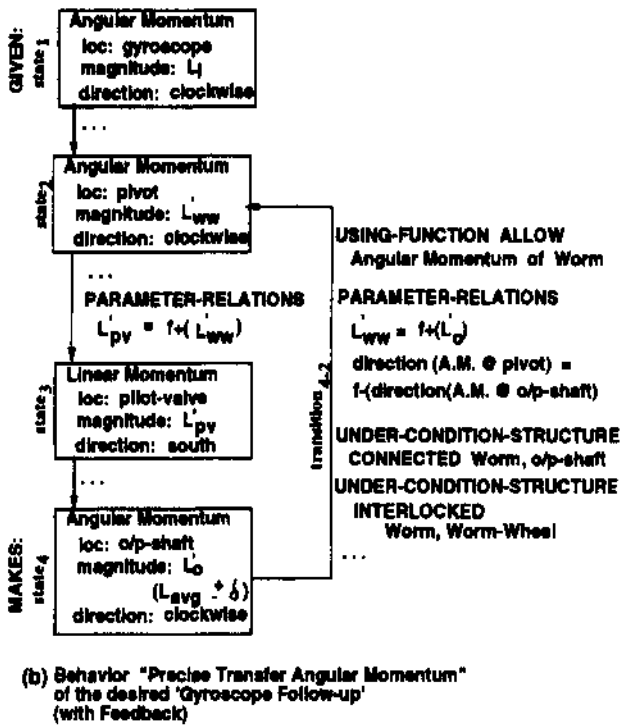 GIVEN:
state1
Angular Momentum
loc: gyroscope
magnitude: Li
direction: clockwise
...
state2
Angular Momentum
loc: pivot
magnitude: L'ww
direction: clockwise
...
PARAMETER-RELATIONS
L'pv = f+(L'ww)
state3
Linear Momentum
loc: pilot-valve
magnitude: L'pv
direction: south
...
MAKES:
state4
Angular Momentum
loc: o/p-shaft
magnitude: L'o
(Lavg ± δ)
direction: clockwise
transition4-2
USING-FUNCTION ALLOW
Angular Momentum of Worm
PARAMETER-RELATIONS
L'ww = f+(L'o)
direction (A.M. @ pivot) =
f-(direction(A.M. @ o/p-shaft)
UNDER-CONDITION-STRUCTURE
CONNECTED Worm, o/p-shaft
UNDER-CONDITION-STRUCTURE
INTERLOCKED
Worm, Worm-Wheel
...
(b) Behavior "Precise Transfer Angular Momentum"
of the desired 'Gyroscope Follow-up'
(with Feedback)